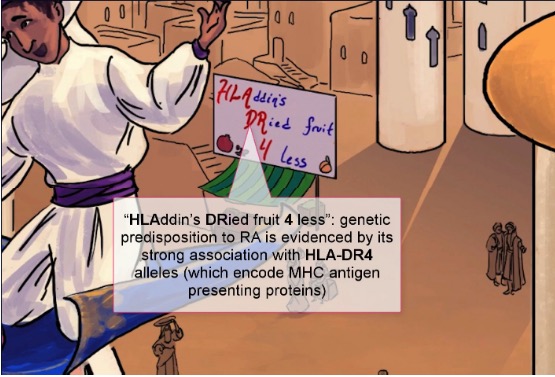 HLAddin's
DRied fruit
4 less
"HLAddin's DRied fruit 4 less": genetic
predisposition to RA is evidenced by its
strong association with HLA-DR4
alleles (which encode MHC antigen
presenting proteins)